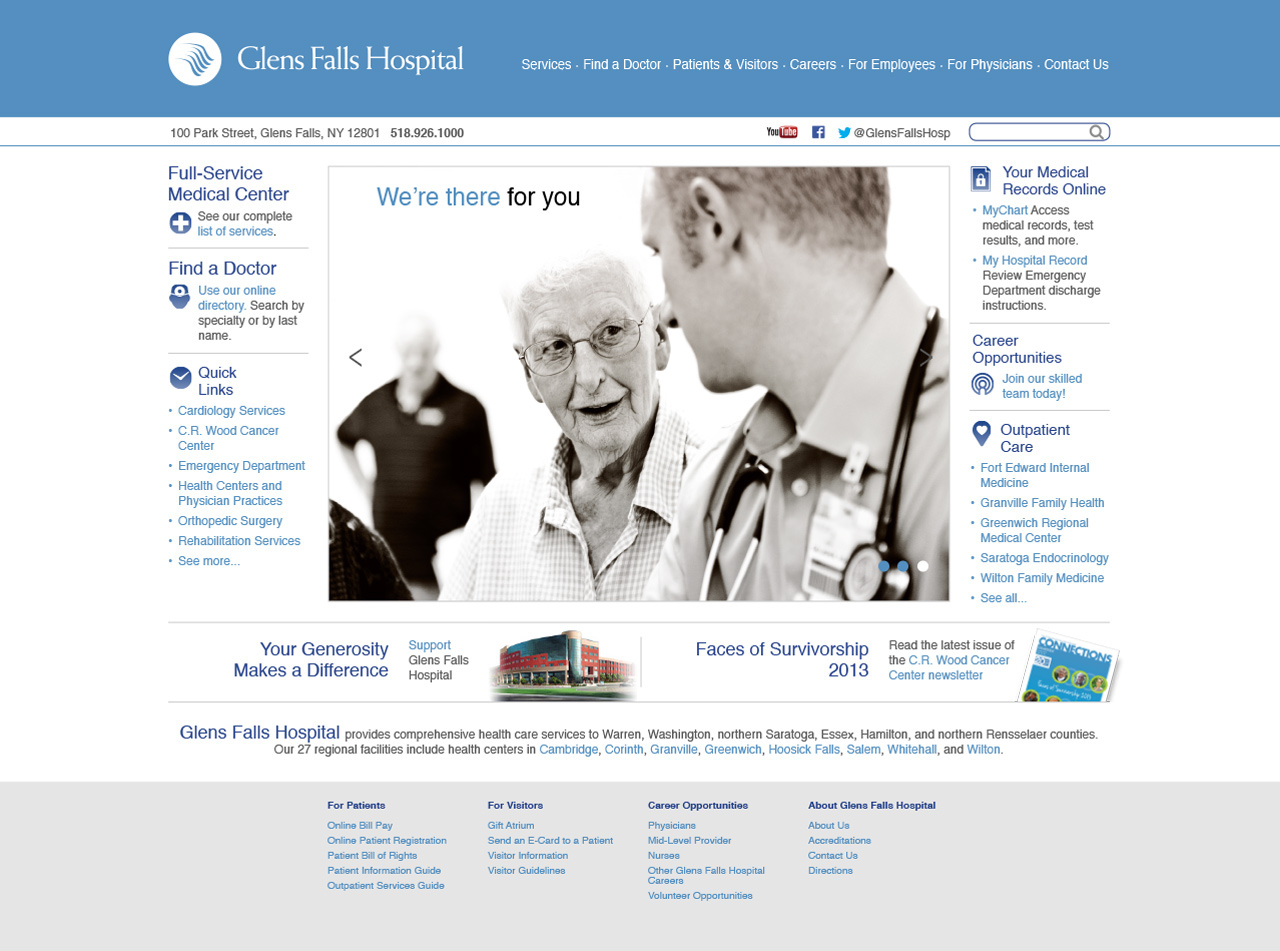 Glens Falls Hospital
Services · Find a Doctor · Patients & Visitors · Careers · For Employees · For Physicians · Contact Us
100 Park Street, Glens Falls, NY 12801 518.926.1000
YouTube
@GlensFallsHosp
Full-Service
Medical Center
See our complete
list of services.
Find a Doctor
Use our online
directory. Search by
specialty or by last
name.
Quick
Links
• Cardiology Services
• C.R. Wood Cancer
Center
• Emergency Department
• Health Centers and
Physician Practices
• Orthopedic Surgery
• Rehabilitation Services
• See more...
We're there for you
Your Medical
Records Online
• MyChart Access
medical records, test
results, and more.
• My Hospital Record
Review Emergency
Department discharge
instructions.
Career
Opportunities
Join our skilled
team today!
Outpatient
Care
• Fort Edward Internal
Medicine
• Granville Family Health
• Greenwich Regional
Medical Center
• Saratoga Endocrinology
• Wilton Family Medicine
• See all...
Your Generosity
Makes a Difference
Support
Glens Falls
Hospital
Faces of Survivorship
2013
Read the latest issue of
the C.R. Wood Cancer
Center newsletter
CONNECTIONS
Faces of Survivorship 2013
Glens Falls Hospital provides comprehensive health care services to Warren, Washington, northern Saratoga, Essex, Hamilton, and northern Rensselaer counties.
Our 27 regional facilities include health centers in Cambridge, Corinth, Granville, Greenwich, Hoosick Falls, Salem, Whitehall, and Wilton.
For Patients
Online Bill Pay
Online Patient Registration
Patient Bill of Rights
Patient Information Guide
Outpatient Services Guide
For Visitors
Gift Atrium
Send an E-Card to a Patient
Visitor Information
Visitor Guidelines
Career Opportunities
Physicians
Mid-Level Provider
Nurses
Other Glens Falls Hospital
Careers
Volunteer Opportunities
About Glens Falls Hospital
About Us
Accreditations
Contact Us
Directions